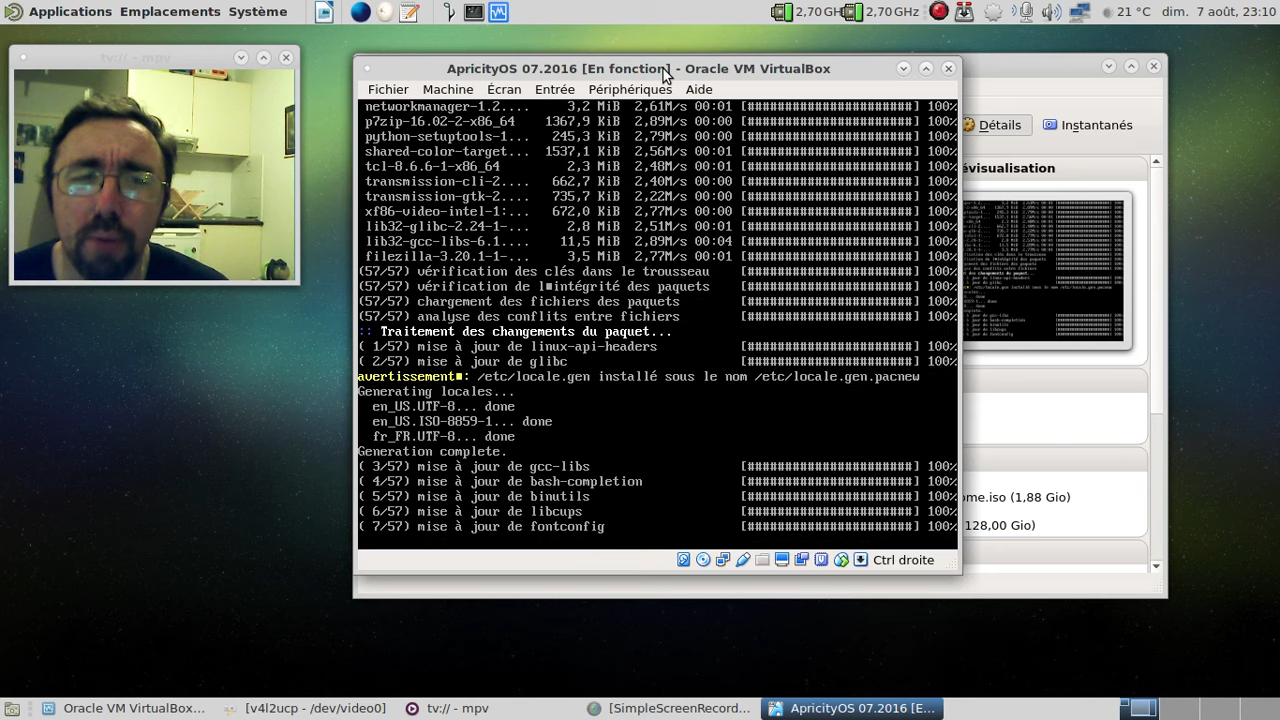 Applications Emplacements Système
2,70 GHz 2,70 GHz 21 °C dim. 7 août, 23:10
tv:// - mpv
ApricityOS 07.2016 [En fonction] - Oracle VM VirtualBox
Fichier Machine Écran Entrée Périphériques Aide
networkmanager-1.2.... 3,2 MiB 2,61M/s 00:01 [######################] 100%
p7zip-16.02-2-x86_64 1367,9 KiB 2,89M/s 00:00 [######################] 100%
python-setuptools-1... 245,3 KiB 2,79M/s 00:00 [######################] 100%
shared-color-target... 1537,1 KiB 2,56M/s 00:01 [######################] 100%
tcl-8.6.6-1-x86_64 2,3 MiB 2,48M/s 00:01 [######################] 100%
transmission-cli-2.... 662,7 KiB 2,40M/s 00:00 [######################] 100%
transmission-gtk-2.... 735,7 KiB 2,22M/s 00:00 [######################] 100%
xf86-video-intel-1:... 672,0 KiB 2,77M/s 00:00 [######################] 100%
lib32-glibc-2.24-1-... 2,8 MiB 2,51M/s 00:01 [######################] 100%
lib32-gcc-libs-6.1.... 11,5 MiB 2,89M/s 00:04 [######################] 100%
filezilla-3.20.1-1-... 3,8 MiB 2,77M/s 00:01 [######################] 100%
(57/57) vérification des clés dans le trousseau [######################] 100%
(57/57) vérification de l■intégrité des paquets [######################] 100%
(57/57) chargement des fichiers des paquets [######################] 100%
(57/57) analyse des conflits entre fichiers [######################] 100%
:: Traitement des changements du paquet...
( 1/57) mise à jour de linux-api-headers [######################] 100%
( 2/57) mise à jour de glibc [######################] 100%
avertissement■: /etc/locale.gen installé sous le nom /etc/locale.gen.pacnew
Generating locales...
en_US.UTF-8... done
en_US.ISO-8859-1... done
fr_FR.UTF-8... done
Generation complete.
( 3/57) mise à jour de gcc-libs [######################] 100%
( 4/57) mise à jour de bash-completion [######################] 100%
( 5/57) mise à jour de binutils [######################] 100%
( 6/57) mise à jour de libcups [######################] 100%
( 7/57) mise à jour de fontconfig [######################] 100%
Ctrl droite
Détails Instantanés
évisualisation
ome.iso (1,88 Gio)
128,00 Gio)
Oracle VM VirtualBox... [v4l2ucp - /dev/video0] tv:// - mpv [SimpleScreenRecord... ApricityOS 07.2016 [E...